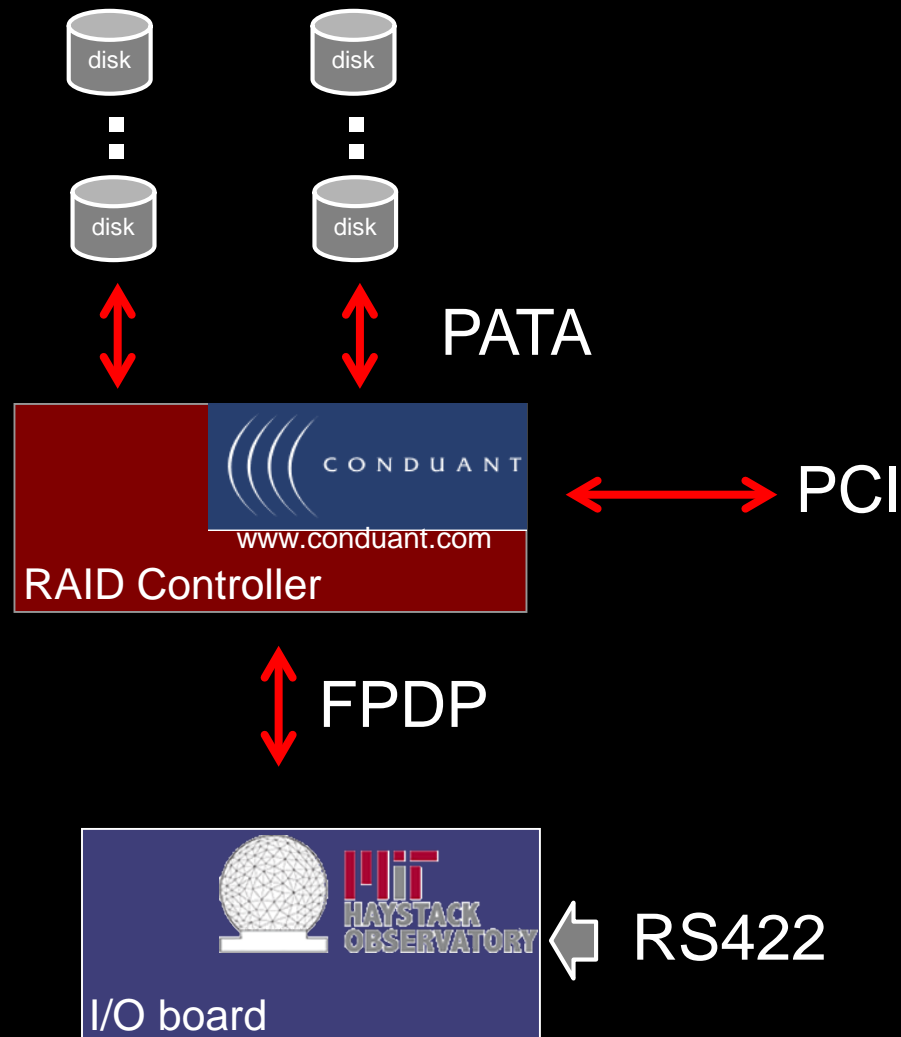 disk
disk
disk
disk
PATA
CONDUANT
PCI
www.conduant.com
RAID Controller
FPDP
MIT
HAYSTACK
OBSERVATORY
RS422
I/O board